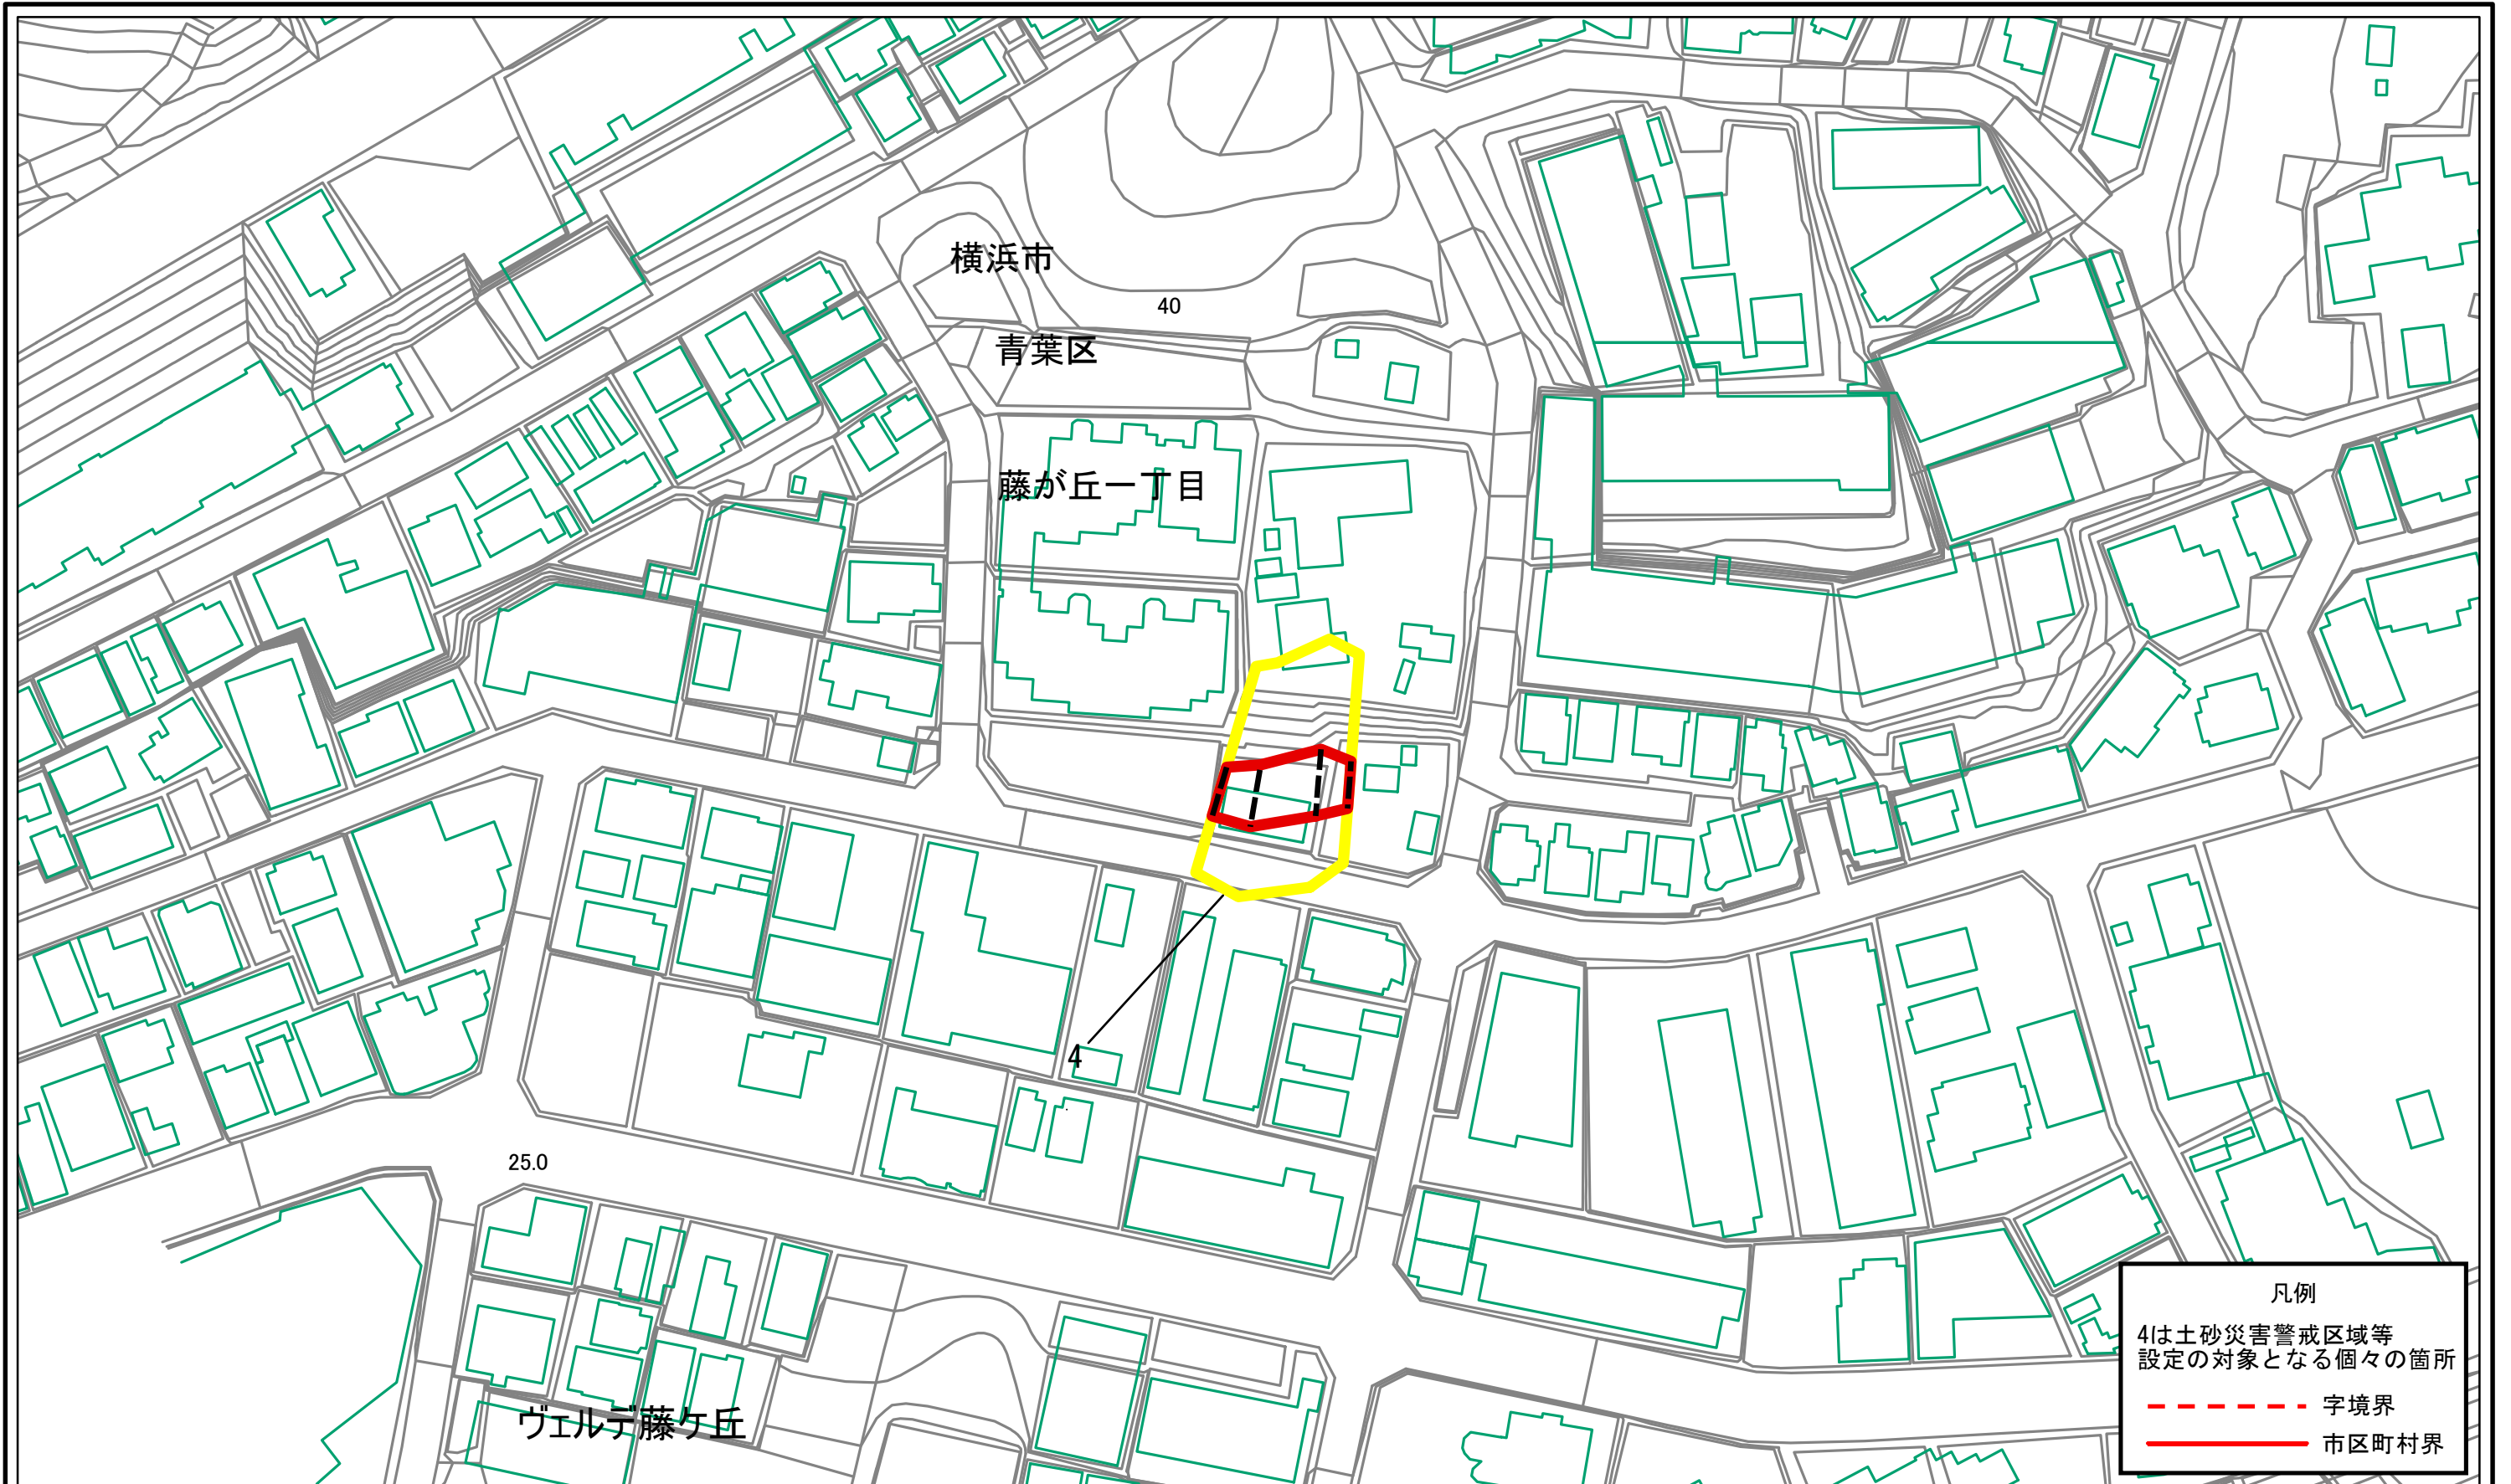 横浜市
40
青葉区
藤が丘一丁目
4
25.0
ヴェルデ藤ケ丘
凡例
4は土砂災害警戒区域等
設定の対象となる個々の箇所
字境界
市区町村界